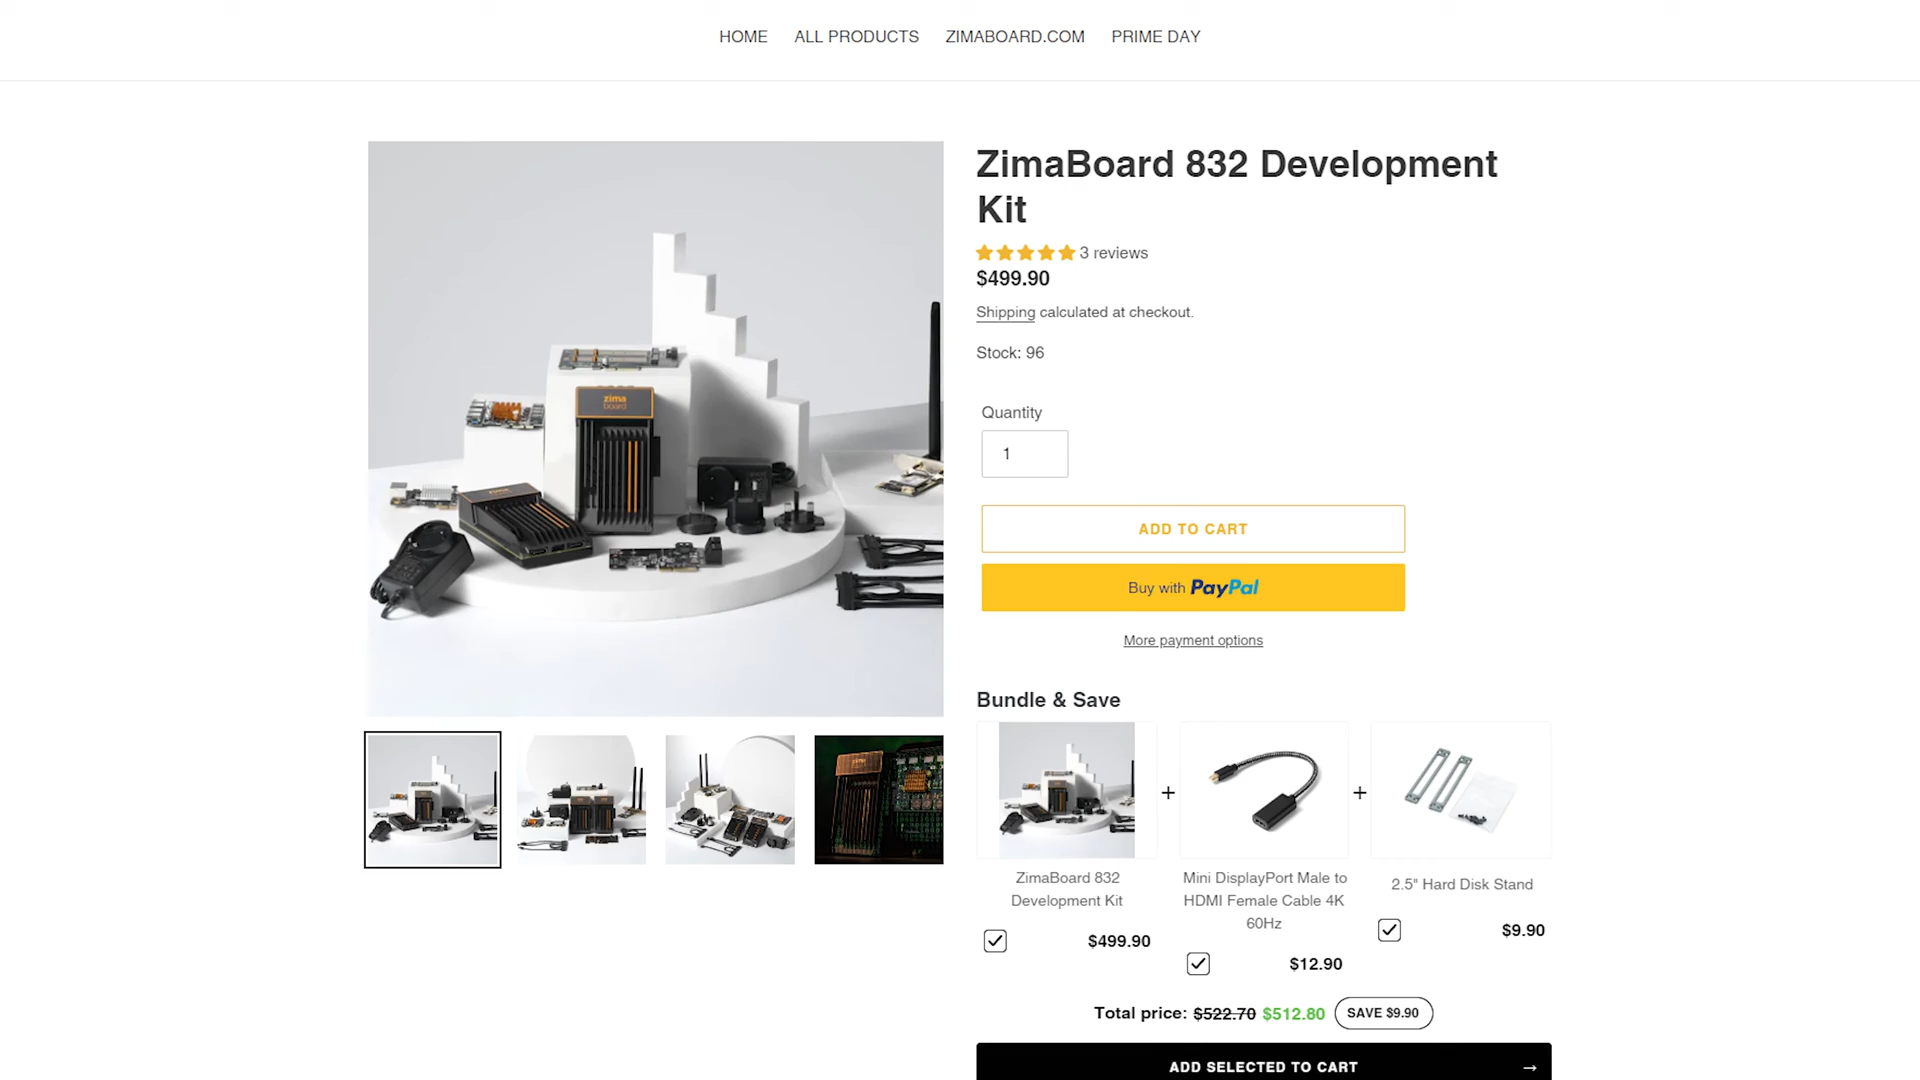 HOME ALL PRODUCTS ZIMABOARD.COM PRIME DAY
ZimaBoard 832 Development
Kit
3 reviews
$499.90
Shipping calculated at checkout.
Stock: 96
Quantity
1
ADD TO CART
Buy with PayPal
More payment options
zima
board
Bundle & Save
+ +
ZimaBoard 832
Development Kit
$499.90
Mini DisplayPort Male to
HDMI Female Cable 4K
60Hz
$12.90
2.5" Hard Disk Stand
$9.90
Total price: $522.70 $512.80 SAVE $9.90
ADD SELECTED TO CART →